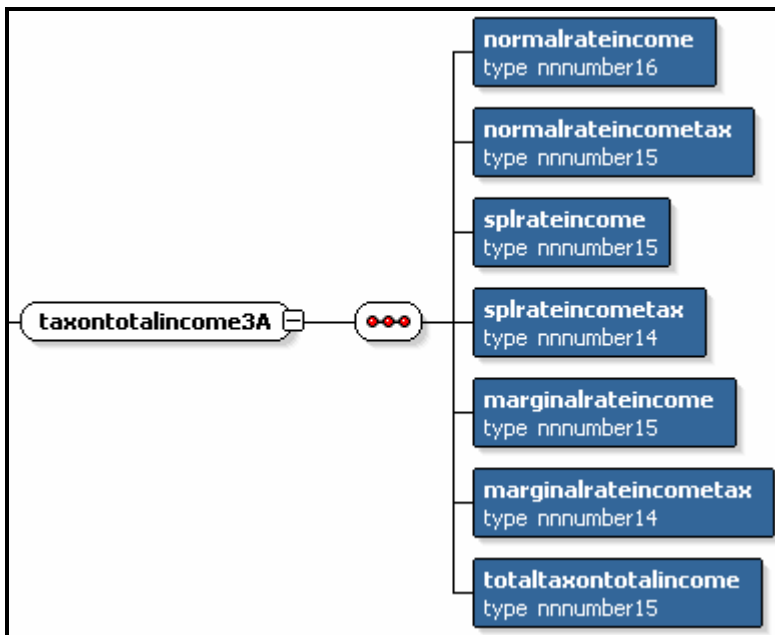 normalrateincome
type nnnumber16
normalrateincometax
type nnnumber15
splrateincome
type nnnumber15
taxontotalincome3A
splrateincometax
type nnnumber14
marginalrateincome
type nnnumber15
marginalrateincometax
type nnnumber14
totaltaxontotalincome
type nnnumber15